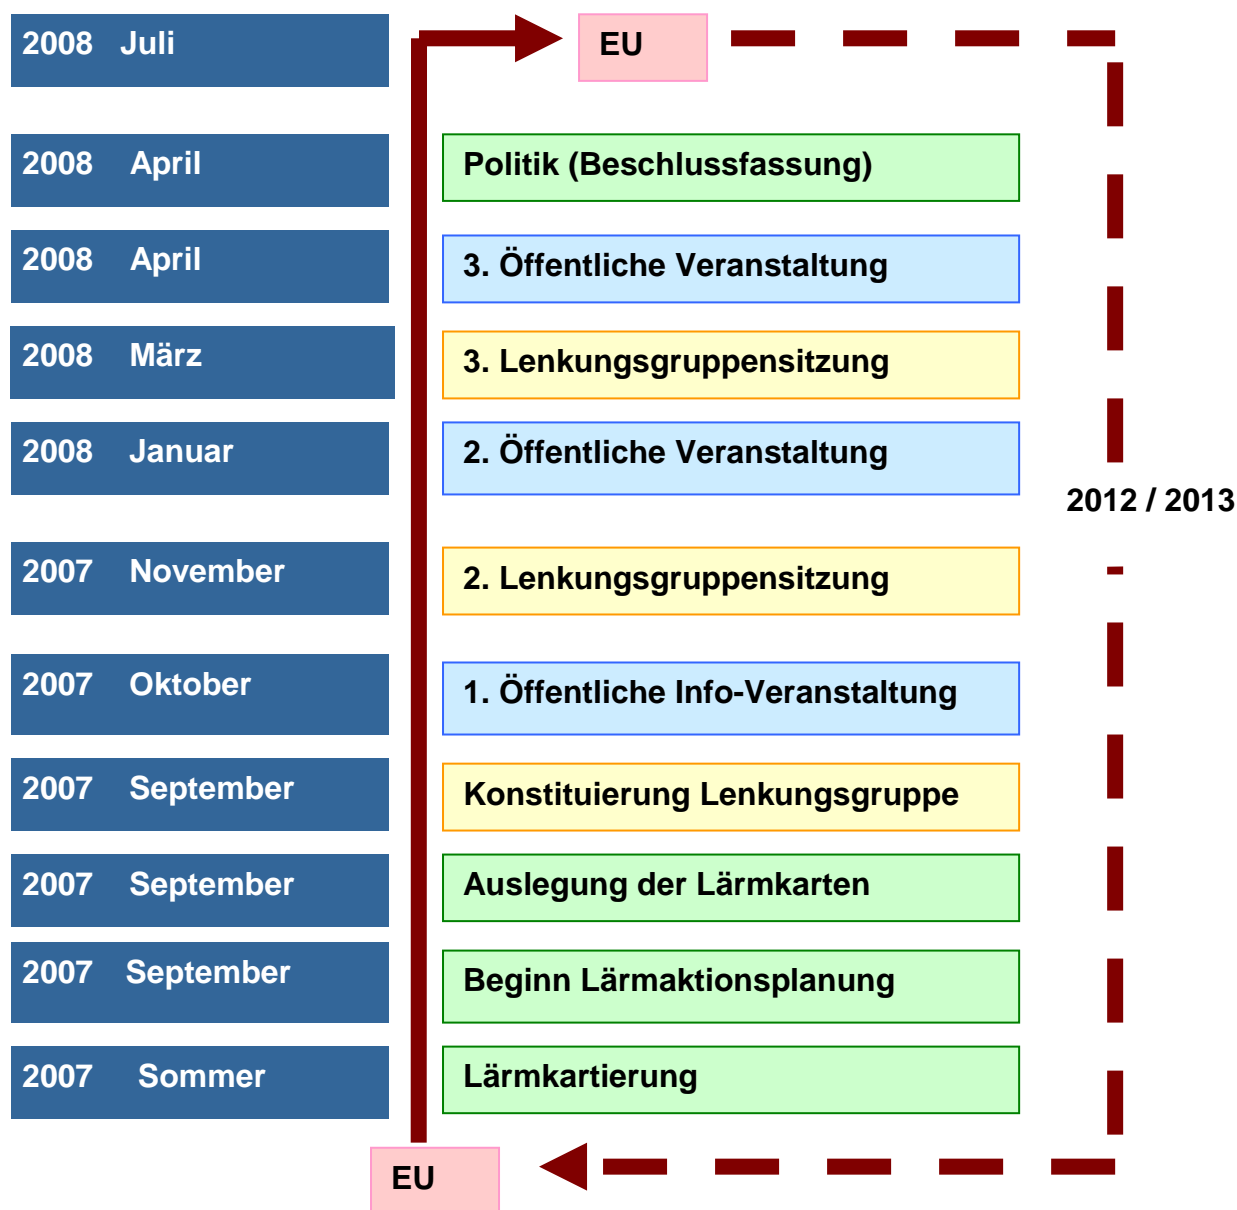 2008 Juli EU
2008 April Politik (Beschlussfassung)
2008 April 3. Öffentliche Veranstaltung
2008 März 3. Lenkungsgruppensitzung
2008 Januar 2. Öffentliche Veranstaltung
2012 / 2013
2007 November 2. Lenkungsgruppensitzung
2007 Oktober 1. Öffentliche Info-Veranstaltung
2007 September Konstituierung Lenkungsgruppe
2007 September Auslegung der Lärmkarten
2007 September Beginn Lärmaktionsplanung
2007 Sommer Lärmkartierung
EU